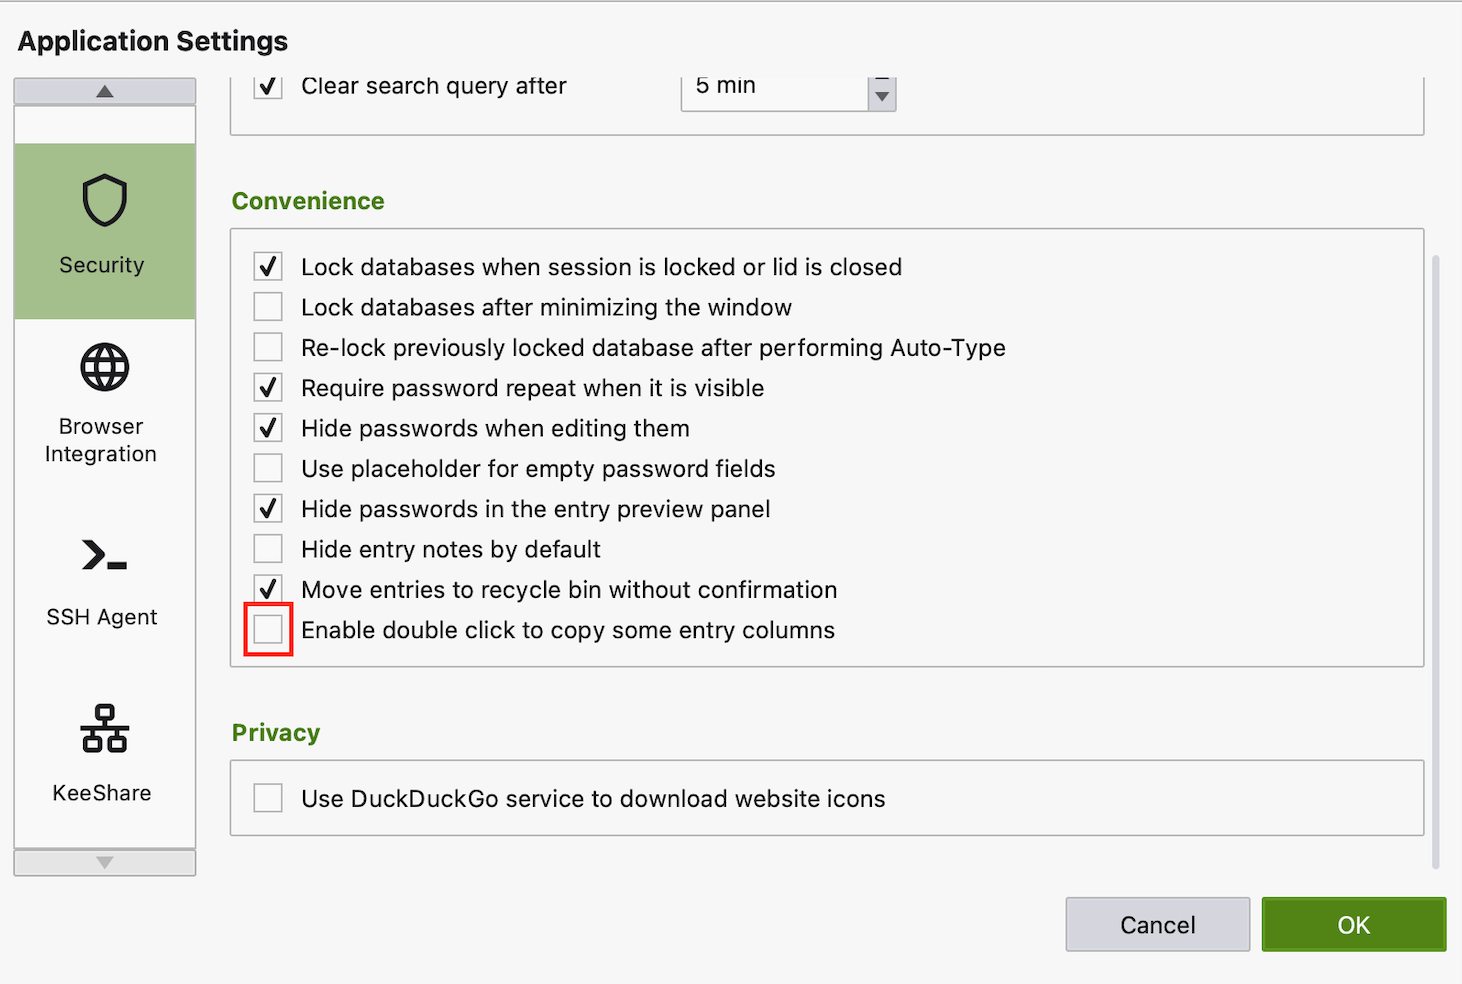 Application Settings
Clear search query after
5 min
Security
Browser
Integration
SSH Agent
KeeShare
Convenience
Lock databases when session is locked or lid is closed
Lock databases after minimizing the window
Re-lock previously locked database after performing Auto-Type
Require password repeat when it is visible
Hide passwords when editing them
Use placeholder for empty password fields
Hide passwords in the entry preview panel
Hide entry notes by default
Move entries to recycle bin without confirmation
Enable double click to copy some entry columns
Privacy
Use DuckDuckGo service to download website icons
Cancel
OK